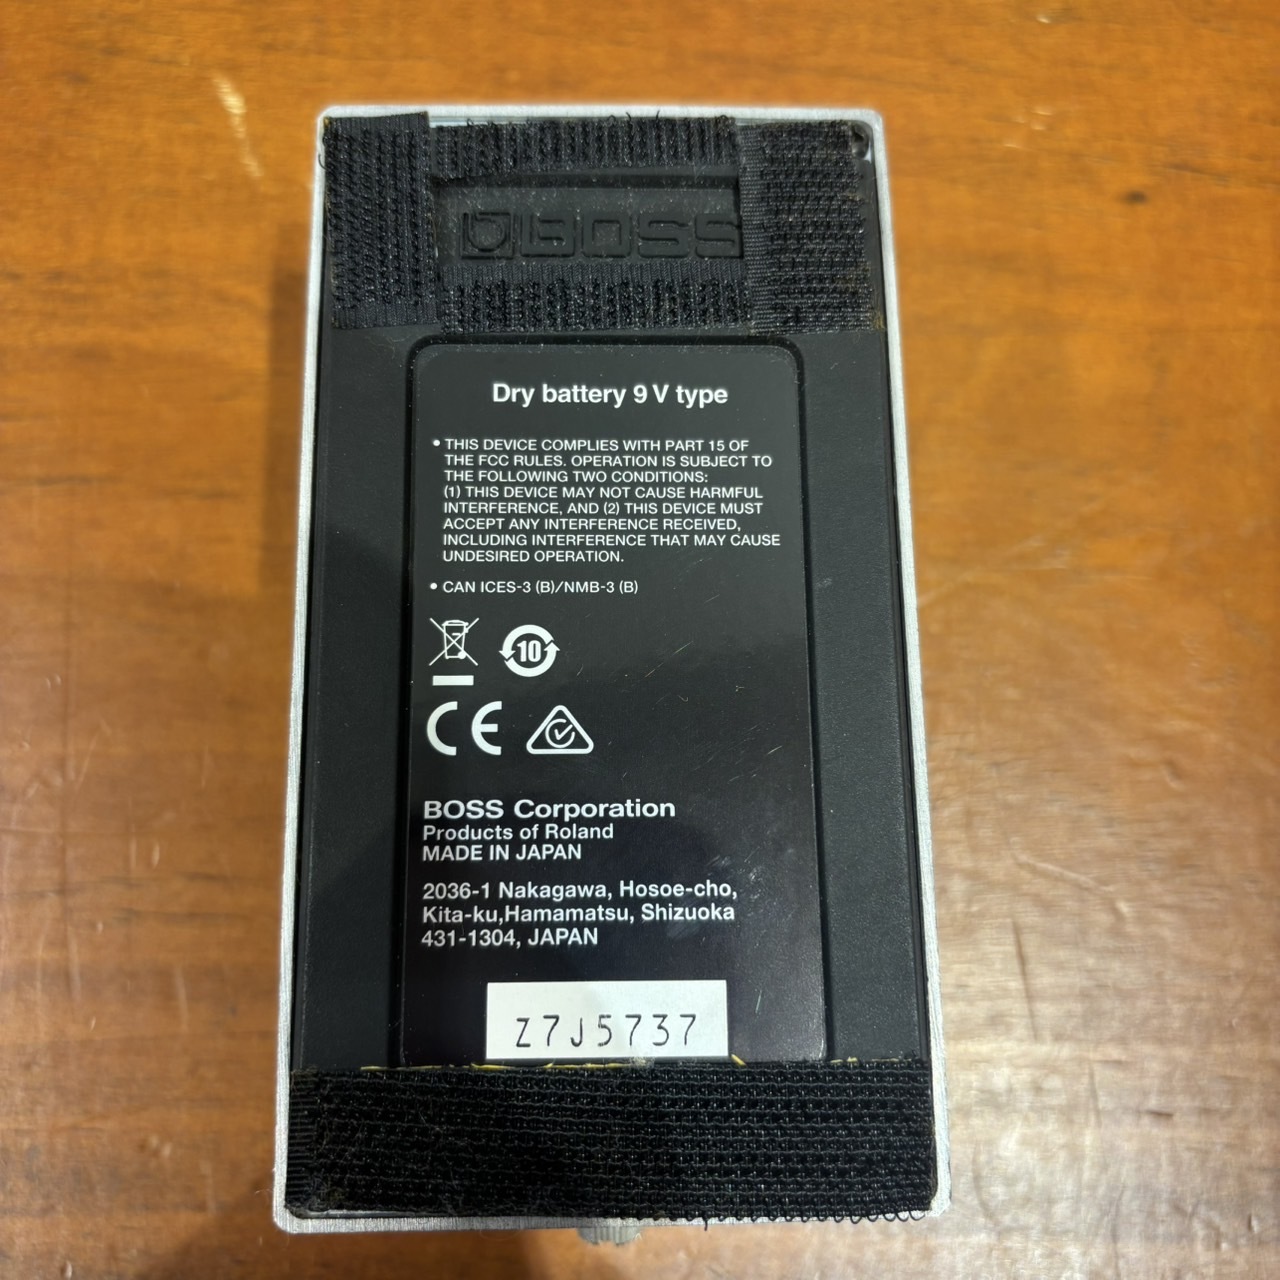 BOSS
Dry battery 9 V type
• THIS DEVICE COMPLIES WITH PART 15 OF
THE FCC RULES. OPERATION IS SUBJECT TO
THE FOLLOWING TWO CONDITIONS:
(1) THIS DEVICE MAY NOT CAUSE HARMFUL
INTERFERENCE, AND (2) THIS DEVICE MUST
ACCEPT ANY INTERFERENCE RECEIVED,
INCLUDING INTERFERENCE THAT MAY CAUSE
UNDESIRED OPERATION.
• CAN ICES-3 (B)/NMB-3 (B)
10
CE
BOSS Corporation
Products of Roland
MADE IN JAPAN
2036-1 Nakagawa, Hosoe-cho,
Kita-ku,Hamamatsu, Shizuoka
431-1304, JAPAN
Z7J5737